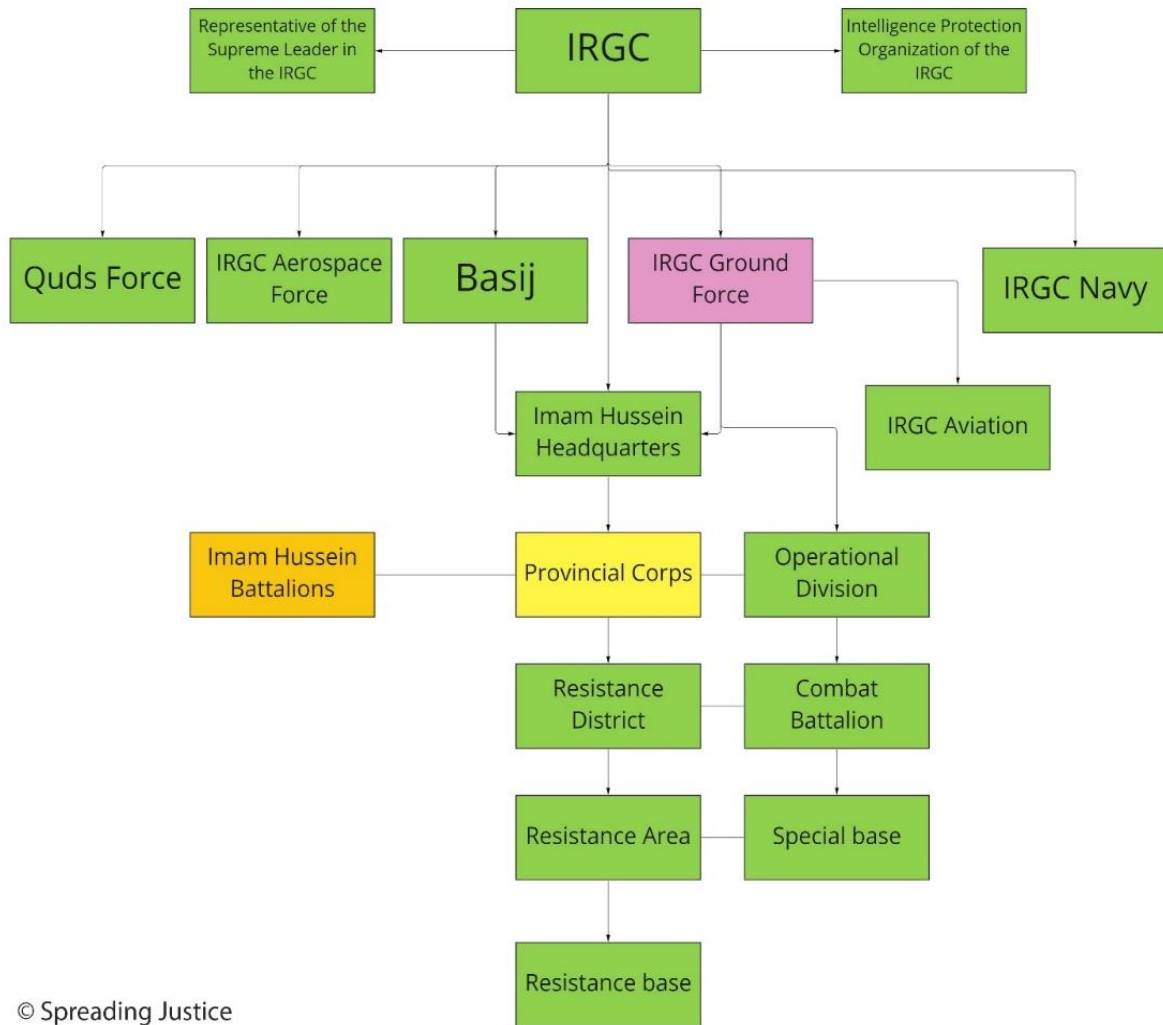 Representative of the
Supreme Leader in
the IRGC
IRGC
Intelligence Protection
Organization of the
IRGC
Quds Force
IRGC Aerospace
Force
Basij
IRGC Ground
Force
IRGC Navy
Imam Hussein
Headquarters
IRGC Aviation
Imam Hussein
Battalions
Provincial Corps
Operational
Division
Resistance
District
Combat
Battalion
Resistance Area
Special base
Resistance base
© Spreading Justice